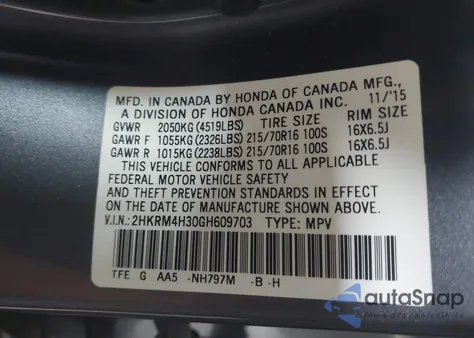 MFD. IN CANADA BY HONDA OF CANADA MFG.,
A DIVISION OF HONDA CANADA INC. 11/'15
GVWR 2050KG (4519LBS) TIRE SIZE RIM SIZE
GAWR F 1055KG (2326LBS) 215/70R16 100S 16X6.5J
GAWR R 1015KG (2238LBS) 215/70R16 100S 16X6.5J
THIS VEHICLE CONFORMS TO ALL APPLICABLE
FEDERAL MOTOR VEHICLE SAFETY
AND THEFT PREVENTION STANDARDS IN EFFECT
ON THE DATE OF MANUFACTURE SHOWN ABOVE.
V.I.N: 2HKRM4H30GH609703 TYPE: MPV
TFE G AA5 -NH797M -B -H
autoSnap